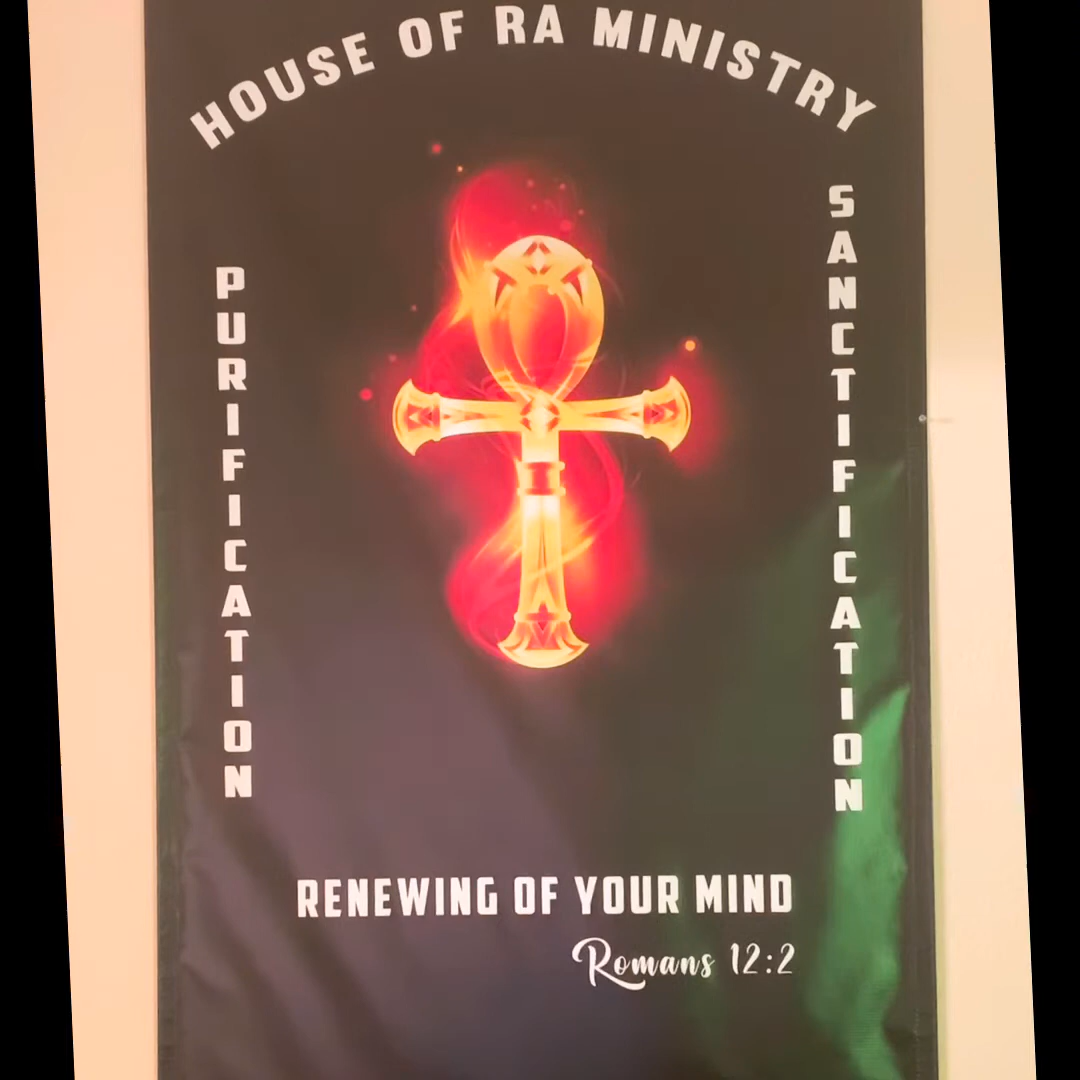 HOUSE OF RA MINISTRY
PURIFICATION
SANCTIFICATION
RENEWING OF YOUR MIND
Romans 12:2